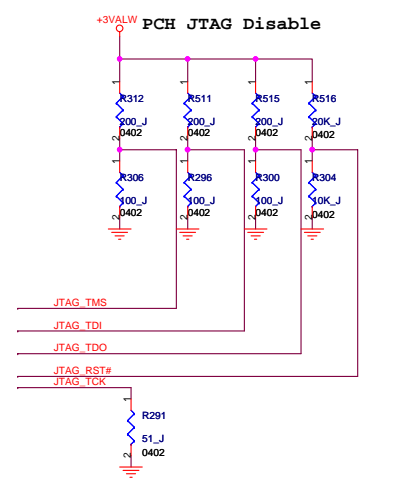 +3VALW PCH JTAG Disable
1 1 1 1
R312 R511 R515 R516
200_J 200_J 200_J 20K_J
0402 0402 0402 0402
2 2 2 2
1 1 1 1
R306 R296 R300 R304
100_J 100_J 100_J 10K_J
0402 0402 0402 0402
2 2 2 2
JTAG_TMS
JTAG_TDI
JTAG_TDO
JTAG_RST#
JTAG_TCK
1
R291
51_J
0402
2